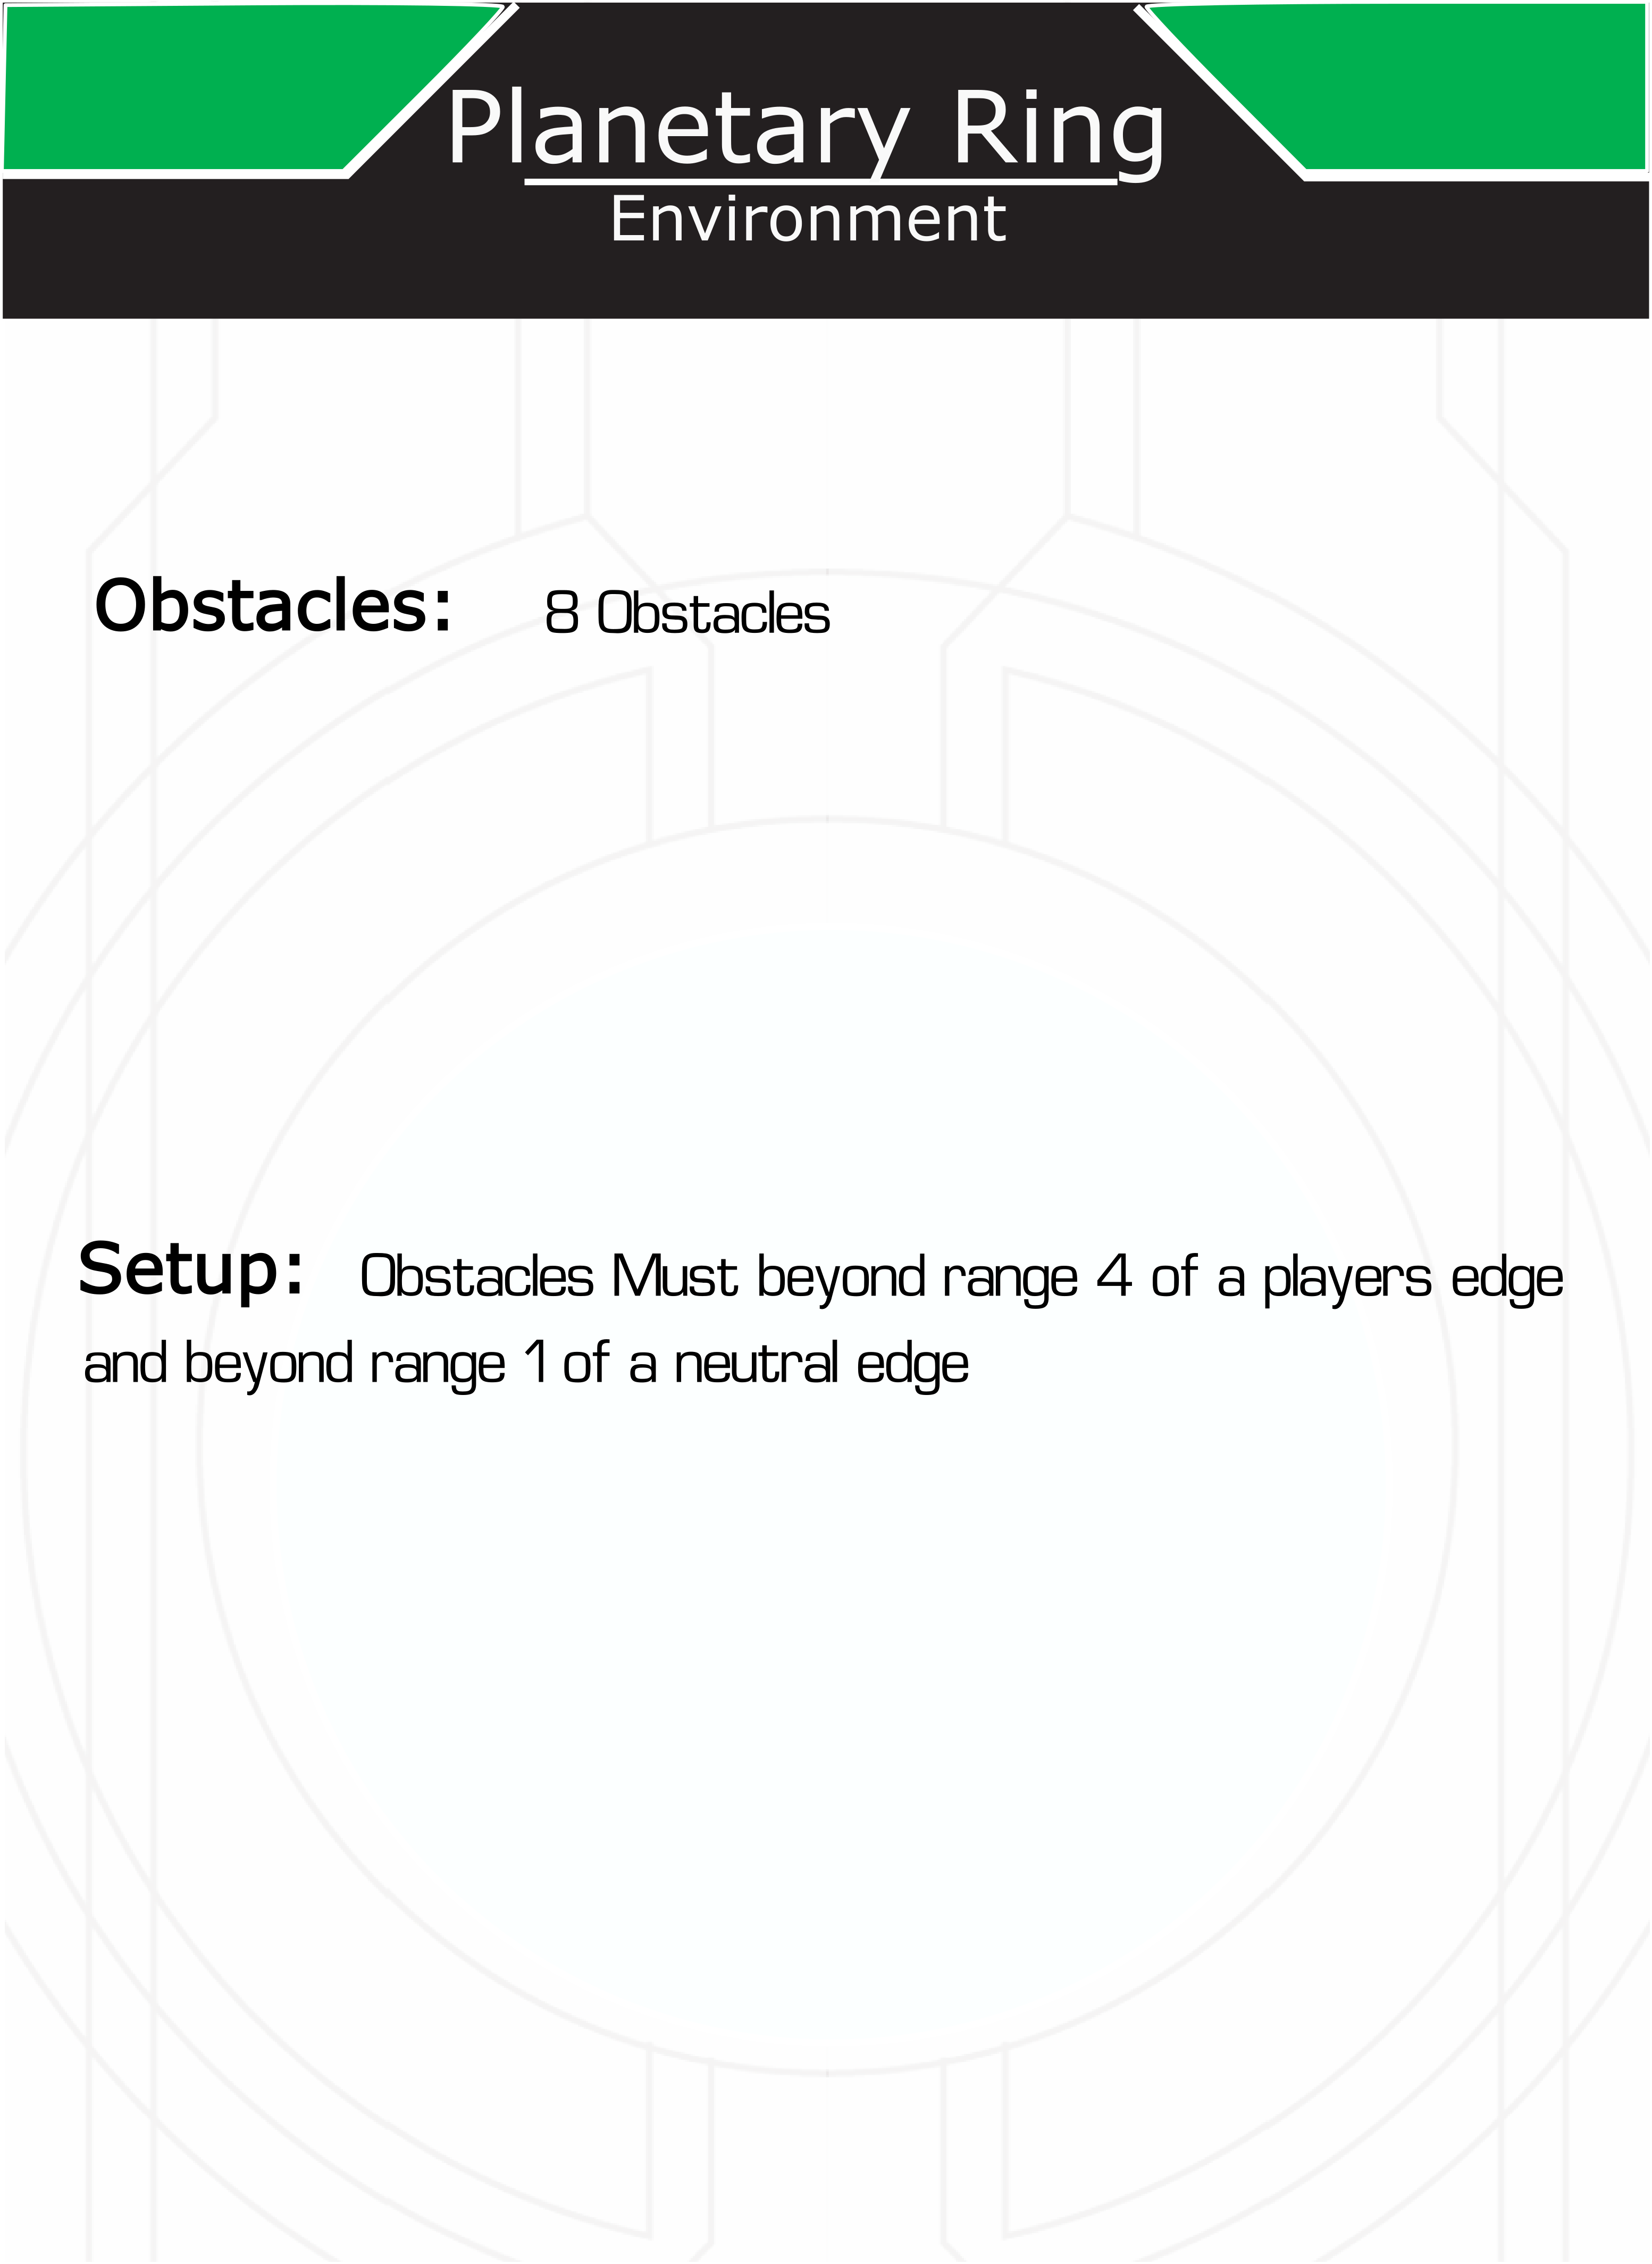 Planetary Ring
Environment
Obstacles: 8 Obstacles
Setup: Obstacles Must beyond range 4 of a players edge
and beyond range 1 of a neutral edge